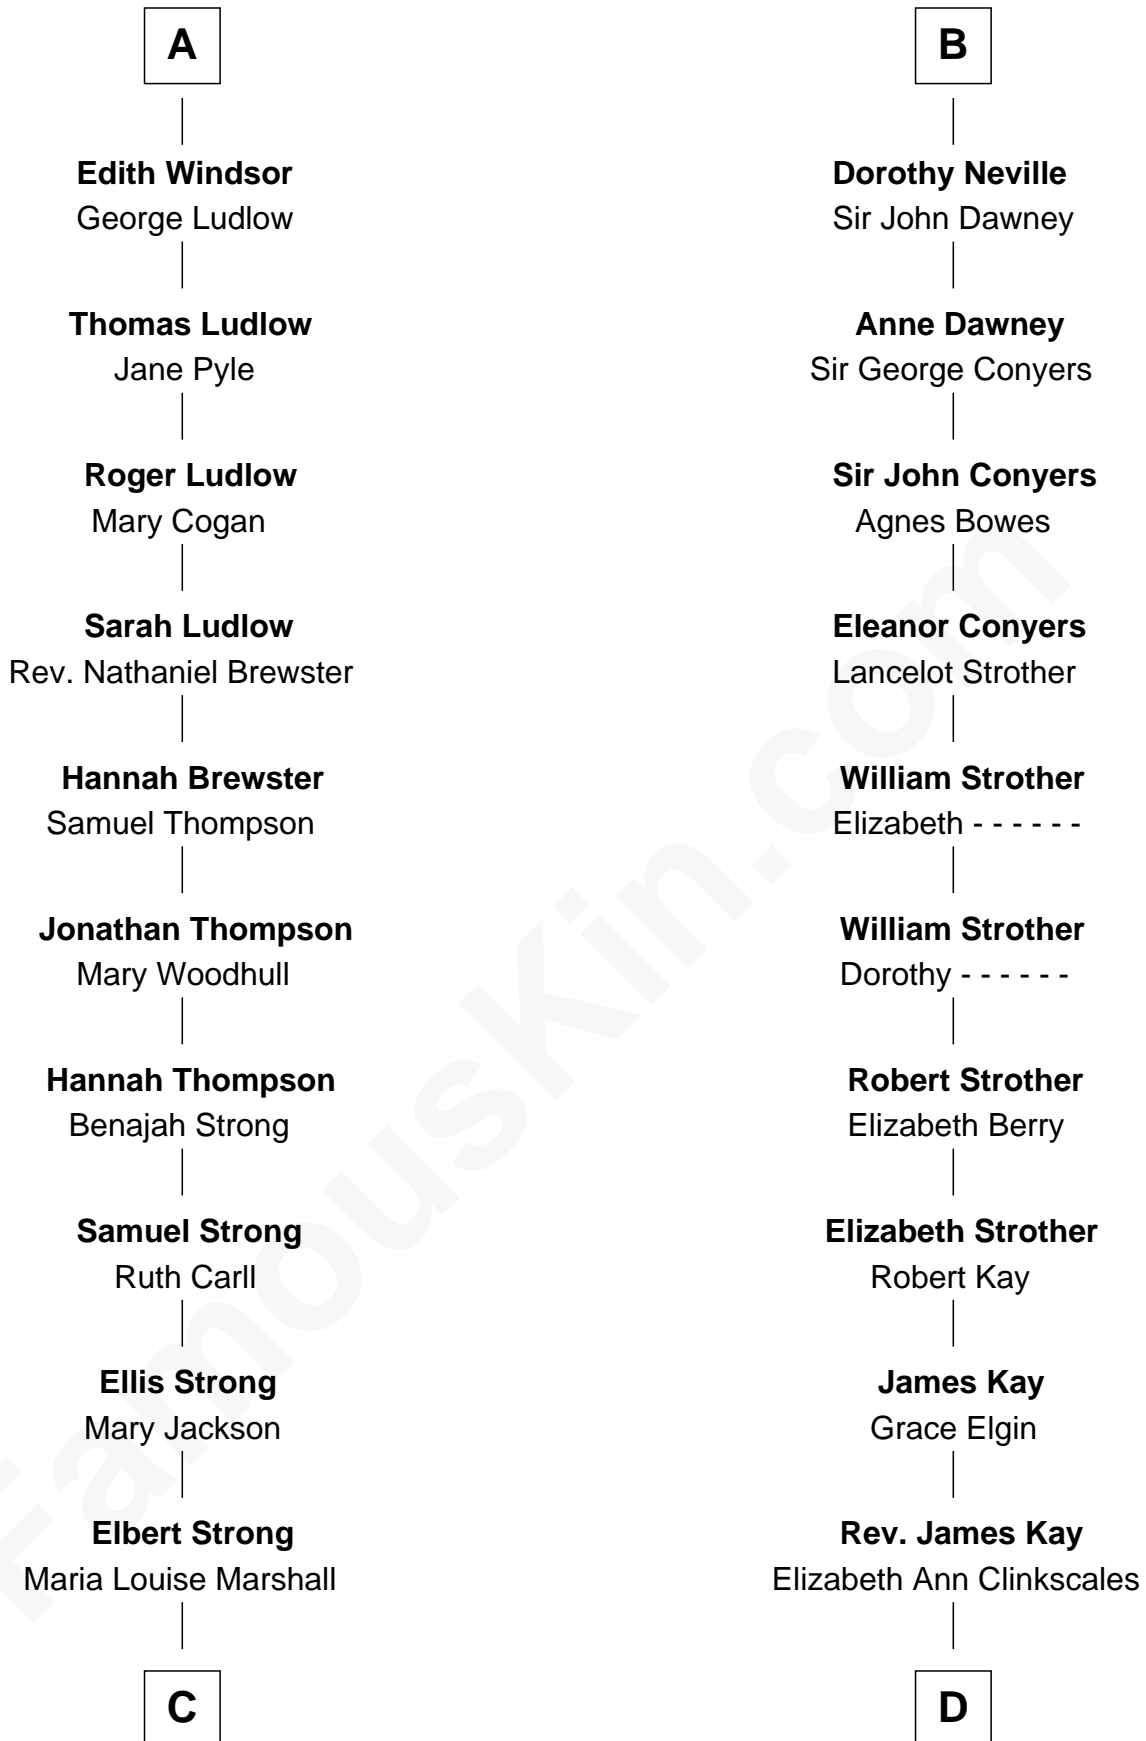 A
Edith Windsor
George Ludlow
Thomas Ludlow
Jane Pyle
Roger Ludlow
Mary Cogan
Sarah Ludlow
Rev. Nathaniel Brewster
Hannah Brewster
Samuel Thompson
Jonathan Thompson
Mary Woodhull
Hannah Thompson
Benajah Strong
Samuel Strong
Ruth Carll
Ellis Strong
Mary Jackson
Elbert Strong
Maria Louise Marshall
C
B
Dorothy Neville
Sir John Dawney
Anne Dawney
Sir George Conyers
Sir John Conyers
Agnes Bowes
Eleanor Conyers
Lancelot Strother
William Strother
Elizabeth - - - - - -
William Strother
Dorothy - - - - - -
Robert Strother
Elizabeth Berry
Elizabeth Strother
Robert Kay
James Kay
Grace Elgin
Rev. James Kay
Elizabeth Ann Clinkscales
D
FamousKin.com